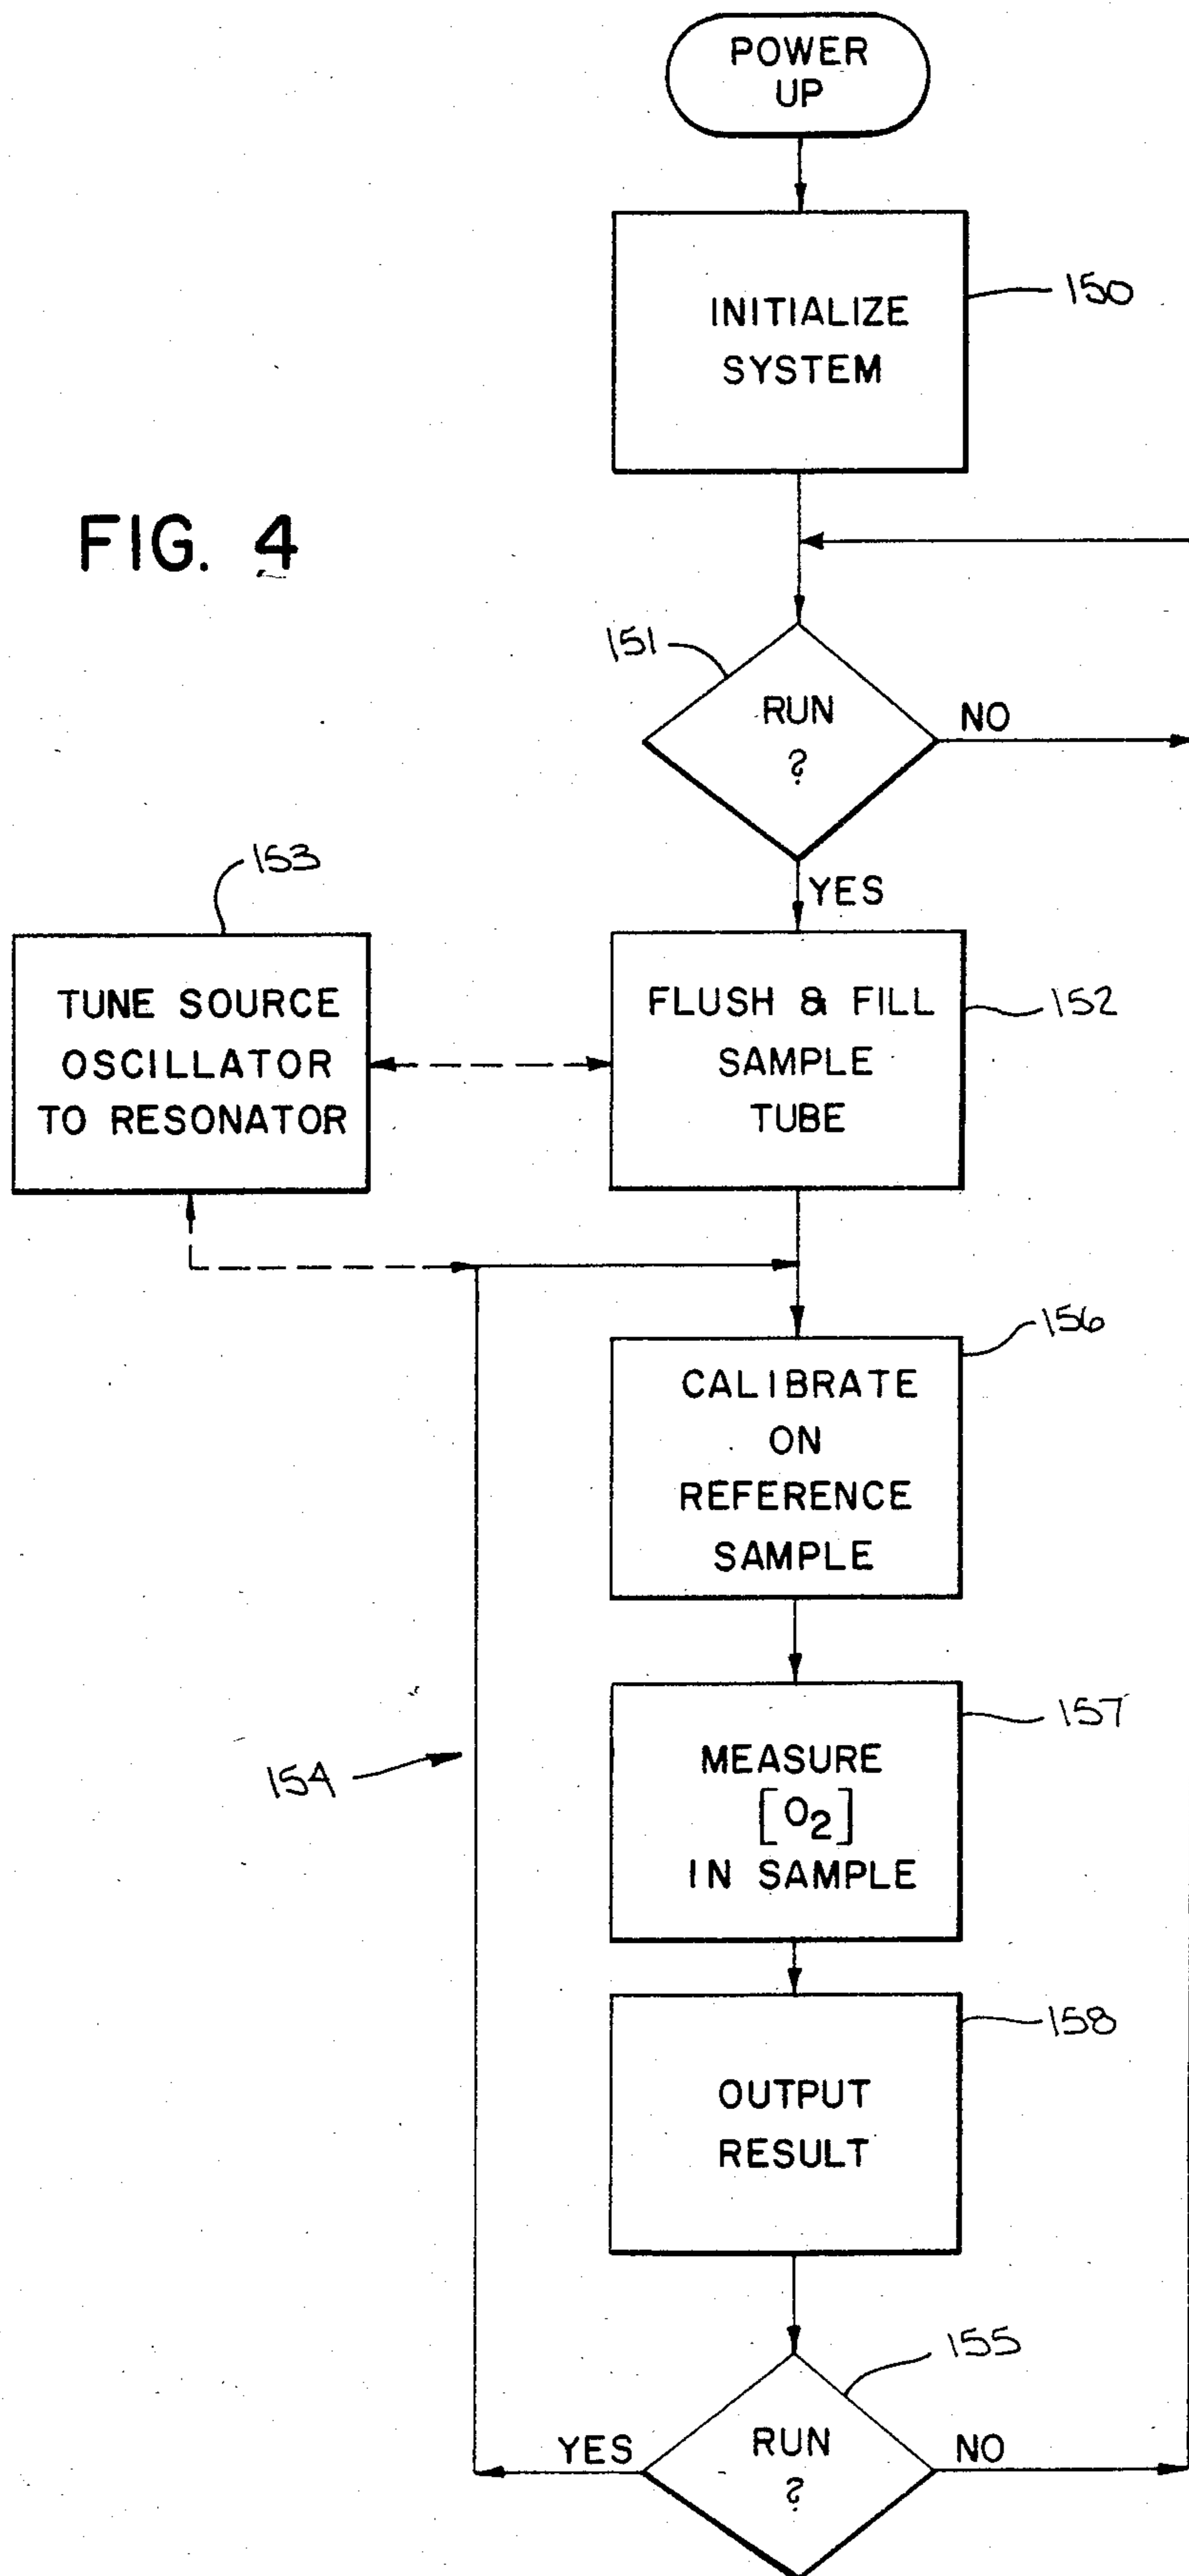 POWER
UP
INITIALIZE
SYSTEM
150
FIG. 4
151
RUN
?
NO
YES
153
TUNE SOURCE
OSCILLATOR
TO RESONATOR
FLUSH & FILL
SAMPLE
TUBE
152
156
CALIBRATE
ON
REFERENCE
SAMPLE
157
MEASURE
[O₂]
IN SAMPLE
154
158
OUTPUT
RESULT
155
RUN
?
YES
NO